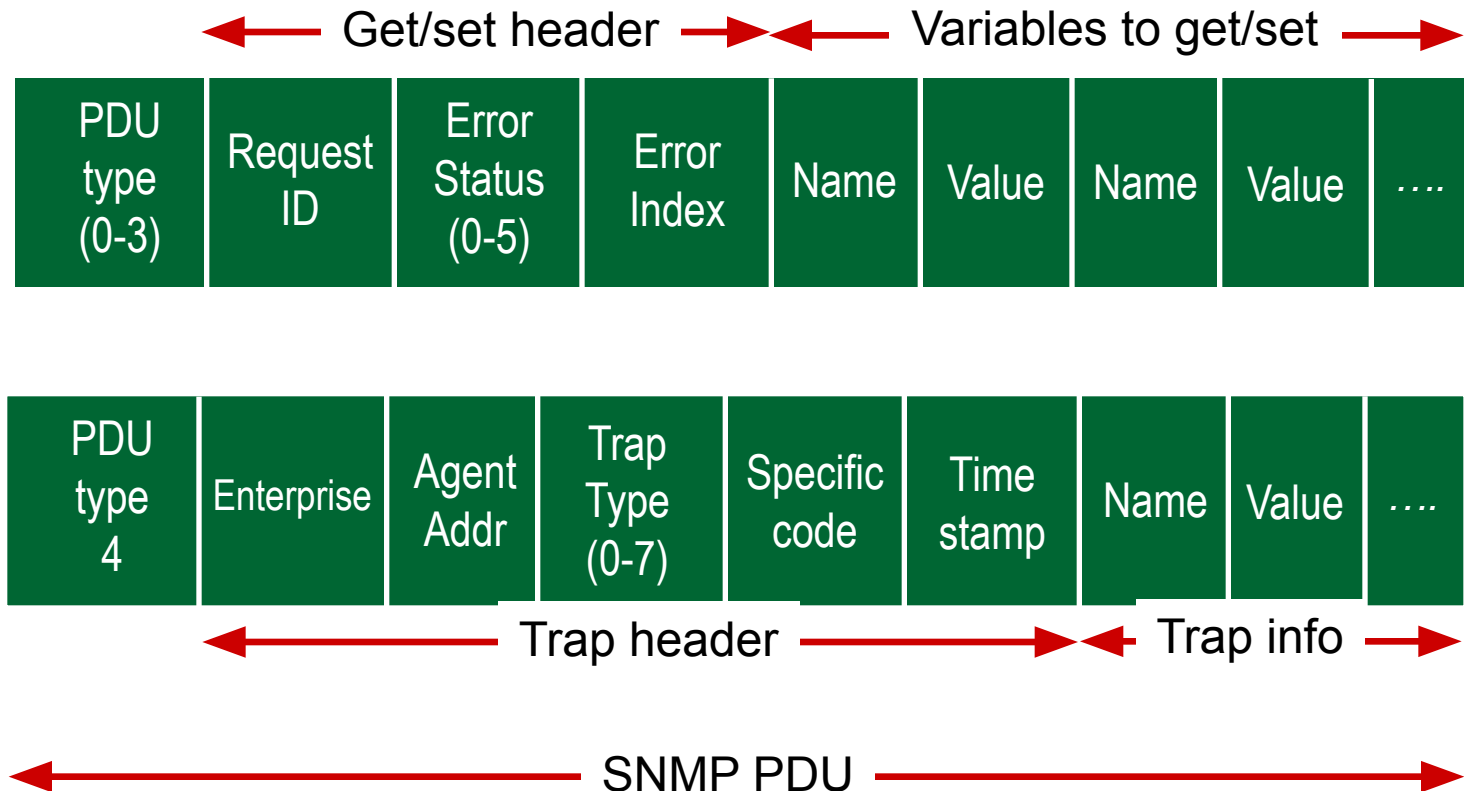 Get/set header
Variables to get/set
PDU
type
(0-3)
Request
ID
Error
Status
(0-5)
Error
Index
Name
Value
Name
Value
....
PDU
type
4
Enterprise
Agent
Addr
Trap
Type
(0-7)
Specific
code
Time
stamp
Name
Value
....
Trap header
Trap info
SNMP PDU